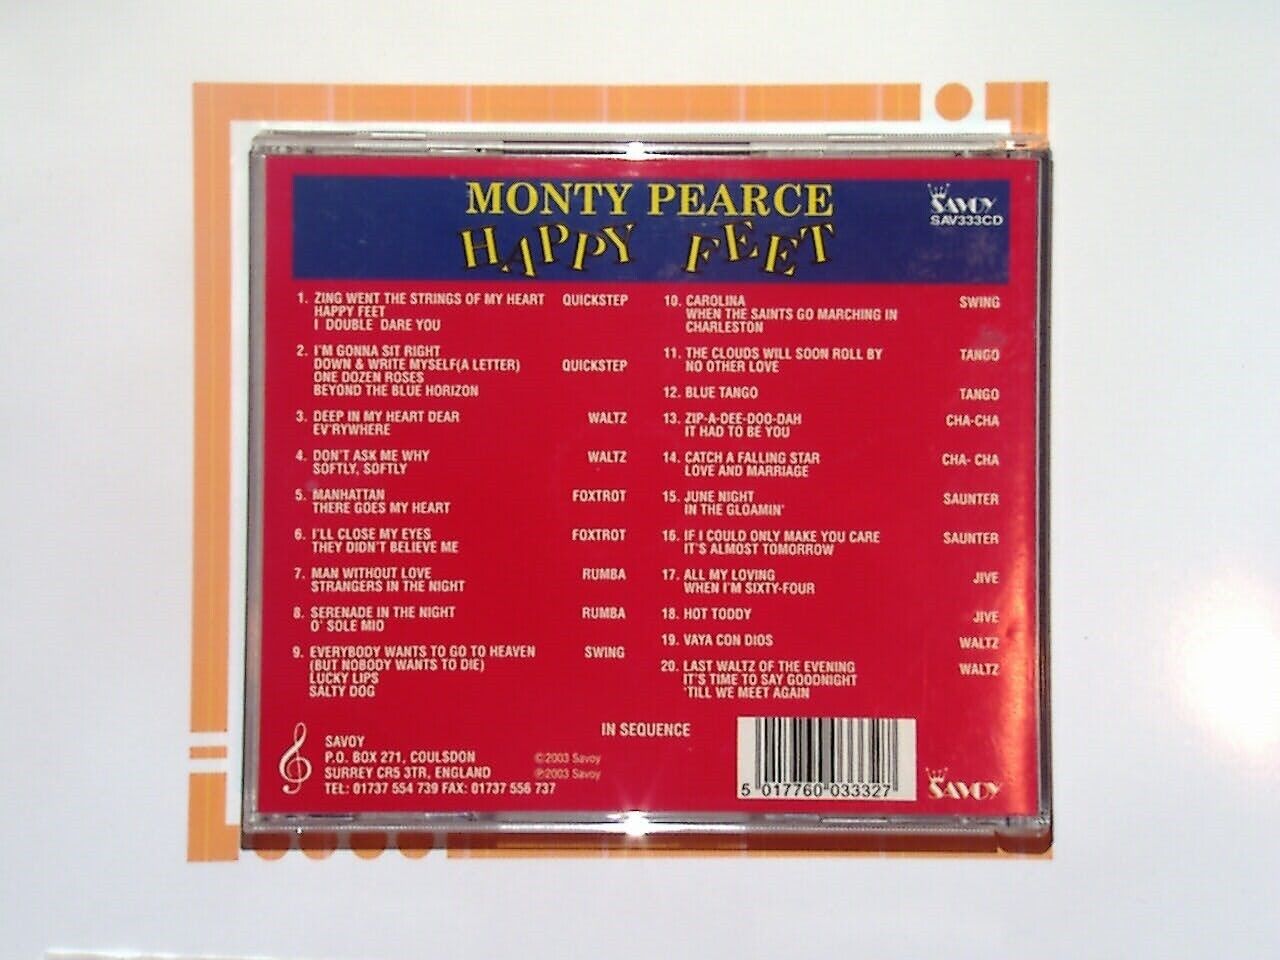 MONTY PEARCE
HAPPY FEET
SAVOY
SAV333CD
1. ZING WENT THE STRINGS OF MY HEART QUICKSTEP
HAPPY FEET
I DOUBLE DARE YOU
2. I'M GONNA SIT RIGHT
DOWN & WRITE MYSELF(A LETTER) QUICKSTEP
ONE DOZEN ROSES
BEYOND THE BLUE HORIZON
3. DEEP IN MY HEART DEAR WALTZ
EV'RYWHERE
4. DON'T ASK ME WHY WALTZ
SOFTLY, SOFTLY
5. MANHATTAN FOXTROT
THERE GOES MY HEART
6. I'LL CLOSE MY EYES FOXTROT
THEY DIDN'T BELIEVE ME
7. MAN WITHOUT LOVE RUMBA
STRANGERS IN THE NIGHT
8. SERENADE IN THE NIGHT RUMBA
O' SOLE MIO
9. EVERYBODY WANTS TO GO TO HEAVEN SWING
(BUT NOBODY WANTS TO DIE)
LUCKY LIPS
SALTY DOG
10. CAROLINA SWING
WHEN THE SAINTS GO MARCHING IN
CHARLESTON
11. THE CLOUDS WILL SOON ROLL BY TANGO
NO OTHER LOVE
12. BLUE TANGO TANGO
13. ZIP-A-DEE-DOO-DAH CHA-CHA
IT HAD TO BE YOU
14. CATCH A FALLING STAR CHA- CHA
LOVE AND MARRIAGE
15. JUNE NIGHT SAUNTER
IN THE GLOAMIN'
16. IF I COULD ONLY MAKE YOU CARE SAUNTER
IT'S ALMOST TOMORROW
17. ALL MY LOVING JIVE
WHEN I'M SIXTY-FOUR
18. HOT TODDY JIVE
19. VAYA CON DIOS WALTZ
20. LAST WALTZ OF THE EVENING WALTZ
IT'S TIME TO SAY GOODNIGHT
'TILL WE MEET AGAIN
IN SEQUENCE
SAVOY
P.O. BOX 271, COULSDON
SURREY CR5 3TR, ENGLAND
TEL: 01737 554 739 FAX: 01737 556 737
©2003 Savoy
℗2003 Savoy
5 017760 033327
SAVOY